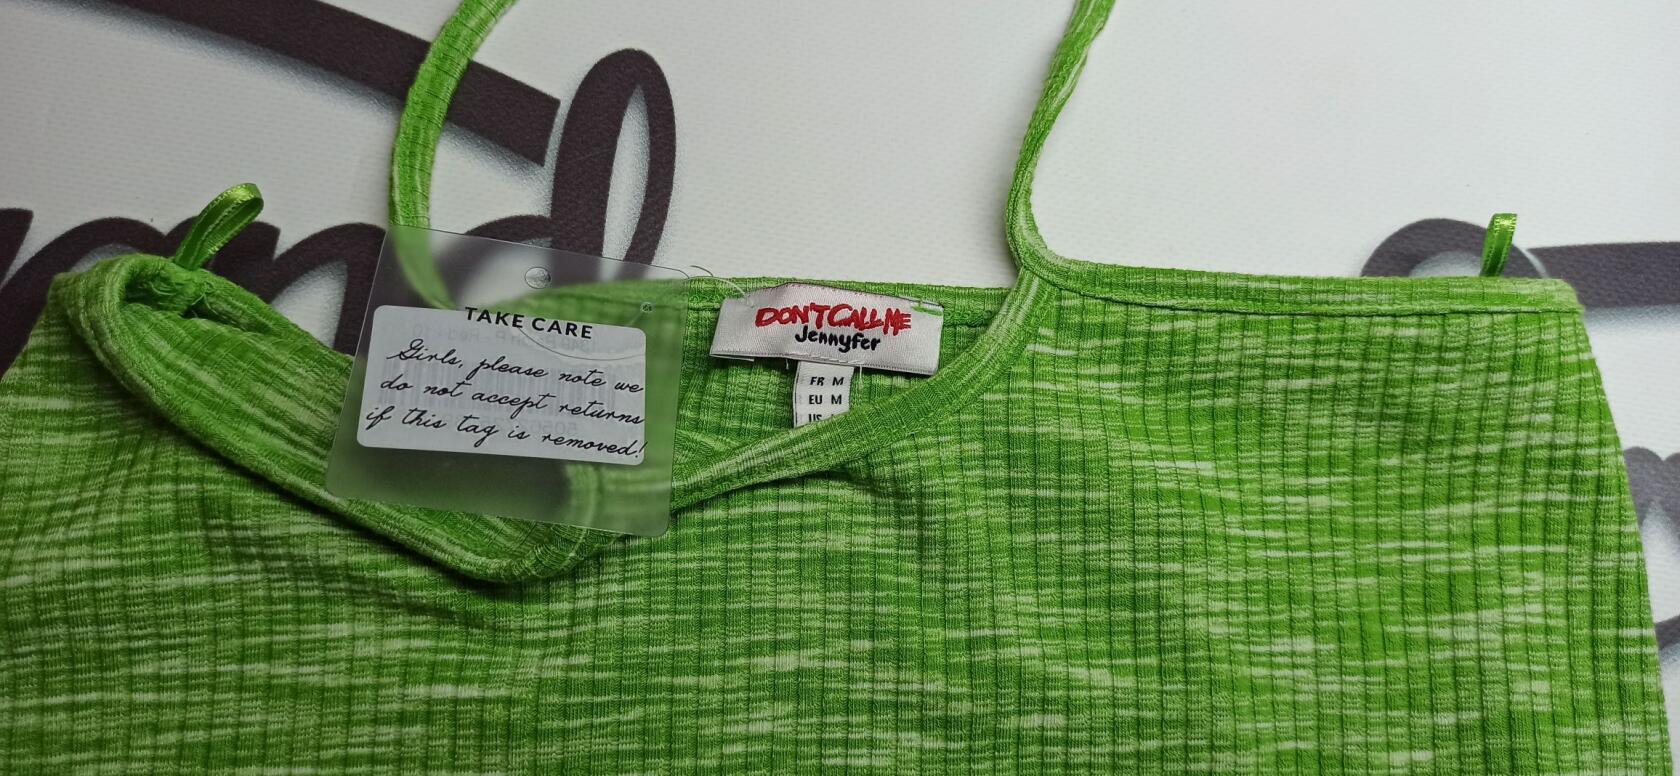 TAKE CARE
Girls, please note we
do not accept returns
if this tag is removed!
DON'T CALL ME
Jennyfer
FR M
EU M
US